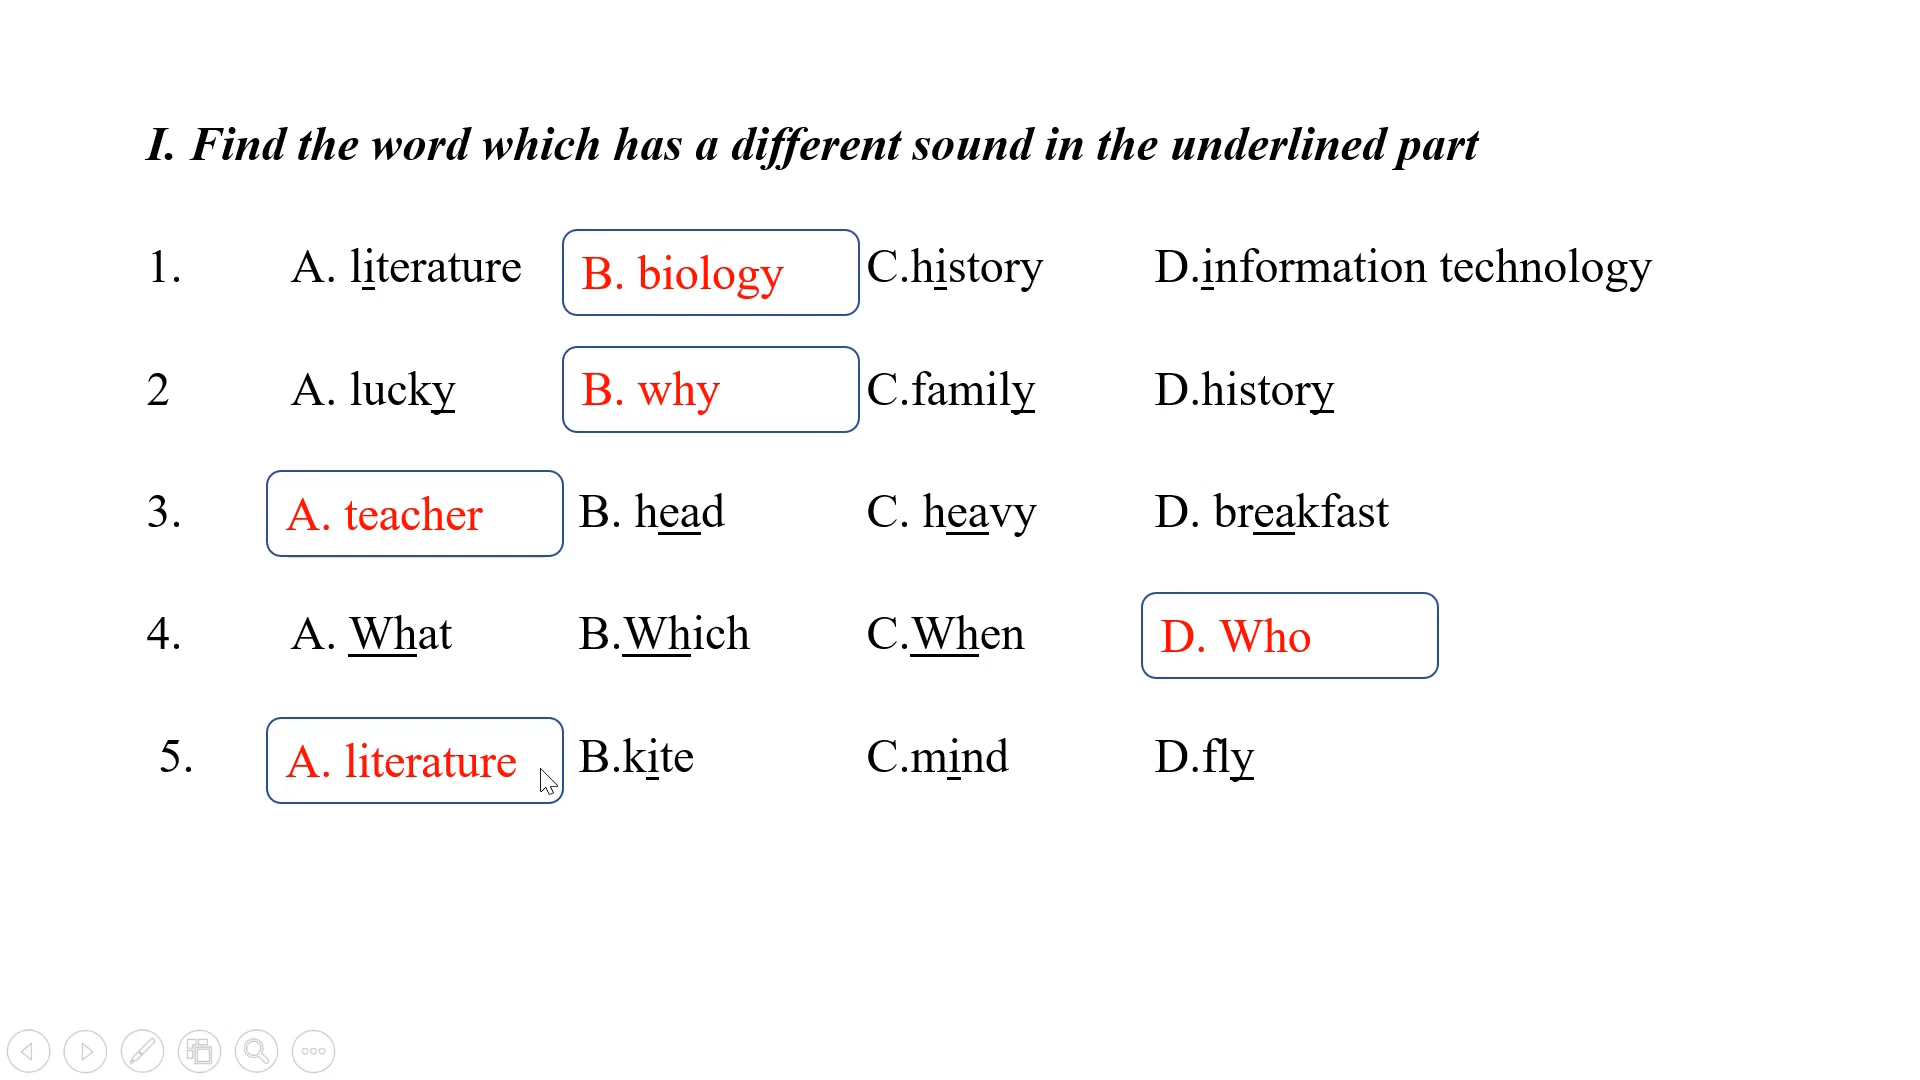 I. Find the word which has a different sound in the underlined part
1. A. literature B. biology C.history D.information technology
2 A. lucky B. why C.family D.history
3. A. teacher B. head C. heavy D. breakfast
4. A. What B.Which C.When D. Who
5. A. literature B.kite C.mind D.fly